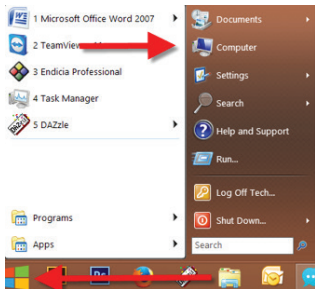 1 Microsoft Office Word 2007
2 TeamViewer
3 Endicia Professional
4 Task Manager
5 DAZzle
Programs
Apps
Documents
Computer
Settings
Search
Help and Support
Run...
Log Off Tech...
Shut Down...
Search